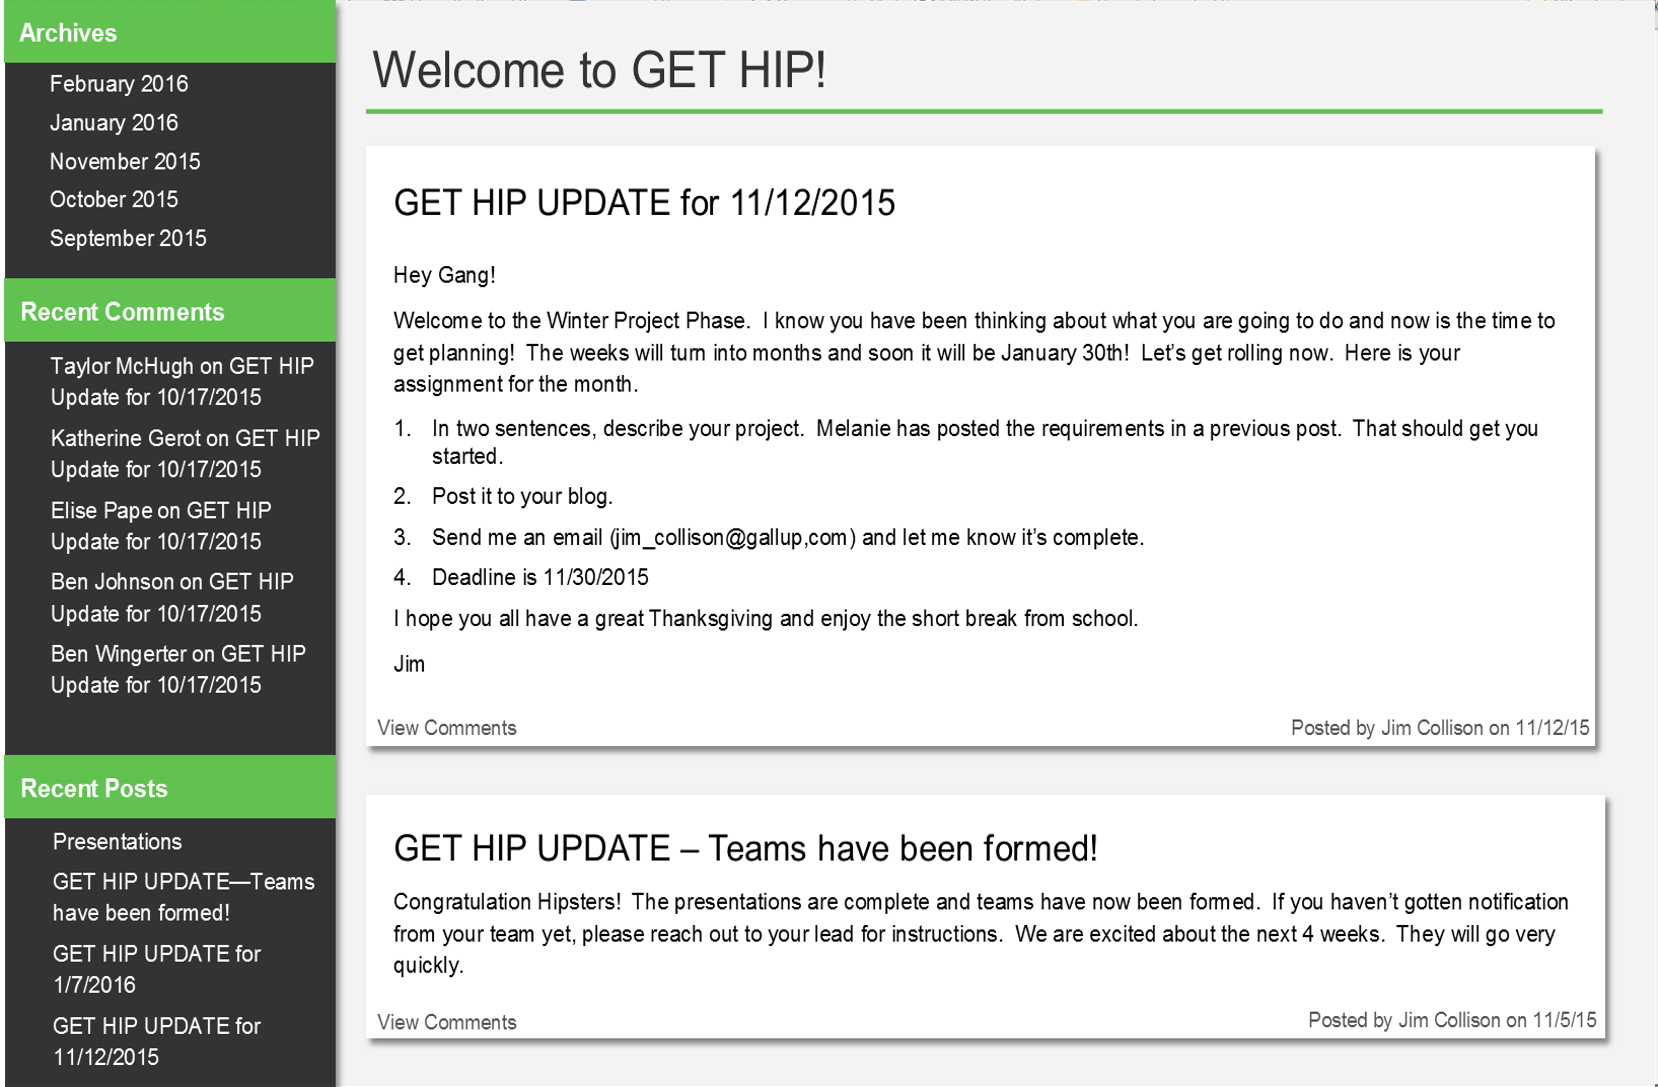 Archives
February 2016
January 2016
November 2015
October 2015
September 2015
Recent Comments
Taylor McHugh on GET HIP
Update for 10/17/2015
Katherine Gerot on GET HIP
Update for 10/17/2015
Elise Pape on GET HIP
Update for 10/17/2015
Ben Johnson on GET HIP
Update for 10/17/2015
Ben Wingerter on GET HIP
Update for 10/17/2015
Recent Posts
Presentations
GET HIP UPDATE—Teams
have been formed!
GET HIP UPDATE for
1/7/2016
GET HIP UPDATE for
11/12/2015
Welcome to GET HIP!
GET HIP UPDATE for 11/12/2015
Hey Gang!
Welcome to the Winter Project Phase.  I know you have been thinking about what you are going to do and now is the time to
get planning!  The weeks will turn into months and soon it will be January 30th!  Let's get rolling now.  Here is your
assignment for the month.
1. In two sentences, describe your project.  Melanie has posted the requirements in a previous post.  That should get you
started.
2. Post it to your blog.
3. Send me an email (jim_collison@gallup,com) and let me know it's complete.
4. Deadline is 11/30/2015
I hope you all have a great Thanksgiving and enjoy the short break from school.
Jim
View Comments
Posted by Jim Collison on 11/12/15
GET HIP UPDATE – Teams have been formed!
Congratulation Hipsters!  The presentations are complete and teams have now been formed.  If you haven't gotten notification
from your team yet, please reach out to your lead for instructions.  We are excited about the next 4 weeks.  They will go very
quickly.
View Comments
Posted by Jim Collison on 11/5/15